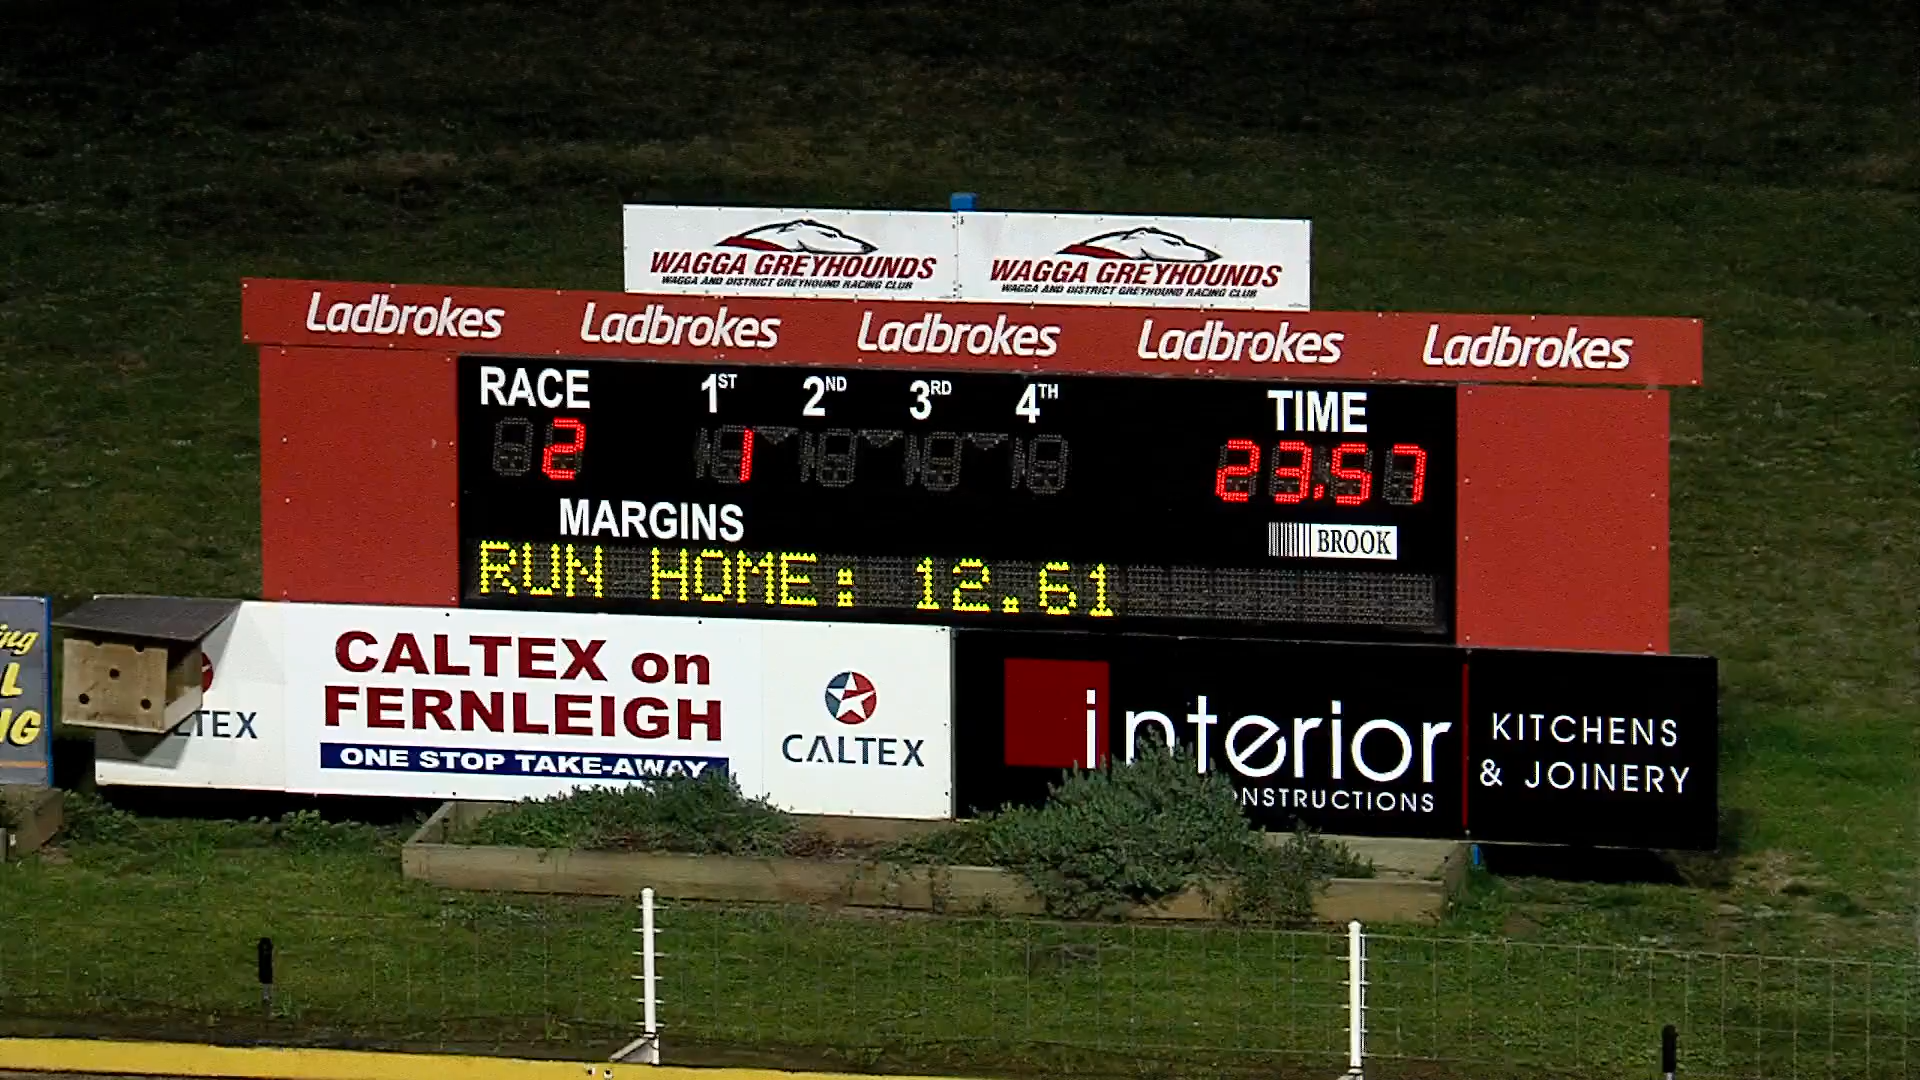 WAGGA GREYHOUNDS
WAGGA AND DISTRICT GREYHOUND RACING CLUB
WAGGA GREYHOUNDS
WAGGA AND DISTRICT GREYHOUND RACING CLUB
Ladbrokes Ladbrokes Ladbrokes Ladbrokes Ladbrokes
RACE 1ST 2ND 3RD 4TH TIME
2 1 23.57
MARGINS
BROOK
RUN HOME: 12.61
CALTEX on
FERNLEIGH
ONE STOP TAKE-AWAY
CALTEX
interior
KITCHENS
& JOINERY